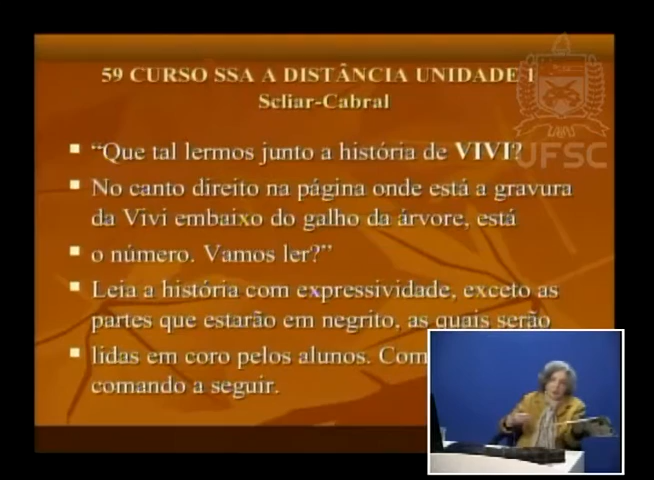 59 CURSO SSA A DISTÂNCIA UNIDADE 1
Scliar-Cabral
UFSC
“Que tal lermos junto a história de VIVI?
No canto direito na página onde está a gravura
da Vivi embaixo do galho da árvore, está
o número. Vamos ler?”
Leia a história com expressividade, exceto as
partes que estarão em negrito, as quais serão
lidas em coro pelos alunos.
comando a seguir.